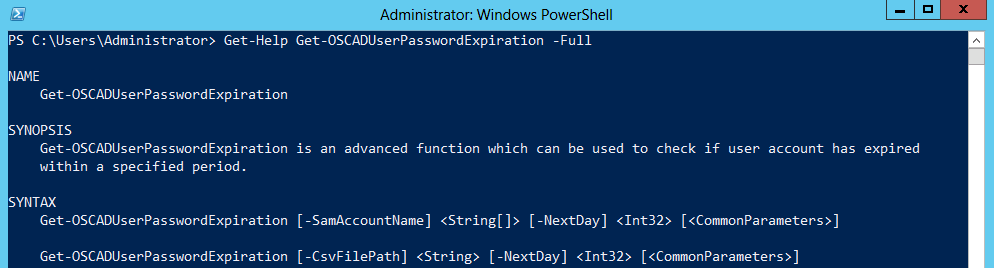 Administrator: Windows PowerShell
PS C:\Users\Administrator> Get-Help Get-OSCADUserPasswordExpiration -Full
NAME
Get-OSCADUserPasswordExpiration
SYNOPSIS
Get-OSCADUserPasswordExpiration is an advanced function which can be used to check if user account has expired
within a specified period.
SYNTAX
Get-OSCADUserPasswordExpiration [-SamAccountName] <String[]> [-NextDay] <Int32> [<CommonParameters>]
Get-OSCADUserPasswordExpiration [-CsvFilePath] <String> [-NextDay] <Int32> [<CommonParameters>]